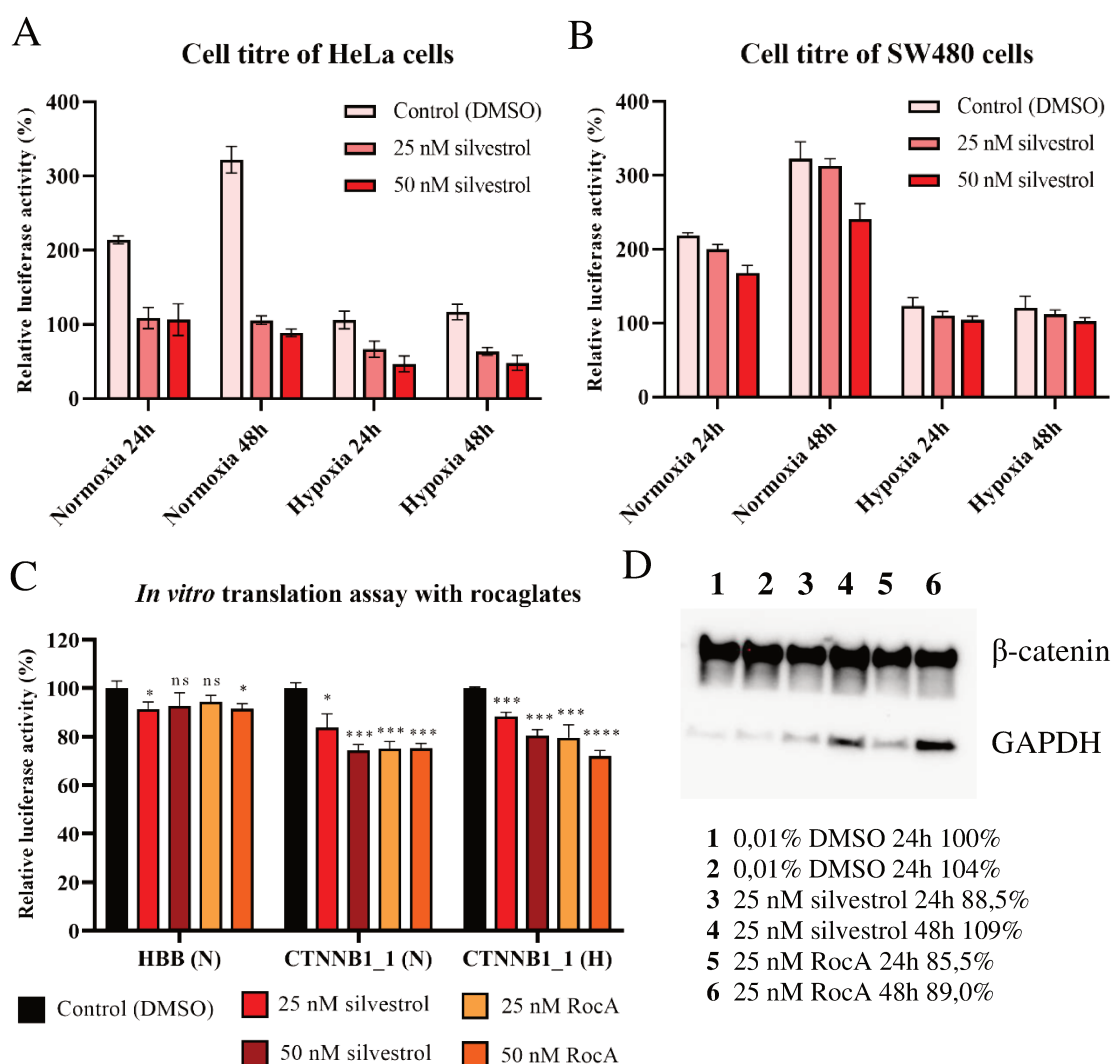 A
Cell titre of HeLa cells
Relative luciferase activity (%)
400
300
200
100
0
Control (DMSO)
25 nM silvestrol
50 nM silvestrol
Normoxia 24h
Normoxia 48h
Hypoxia 24h
Hypoxia 48h
B
Cell titre of SW480 cells
Relative luciferase activity (%)
400
300
200
100
0
Control (DMSO)
25 nM silvestrol
50 nM silvestrol
Normoxia 24h
Normoxia 48h
Hypoxia 24h
Hypoxia 48h
C
In vitro translation assay with rocaglates
Relative luciferase activity (%)
120
100
80
60
40
20
0
* ns ns *
* *** *** ***
*** *** *** ****
HBB (N)
CTNNB1_1 (N)
CTNNB1_1 (H)
Control (DMSO)
25 nM silvestrol
25 nM RocA
50 nM silvestrol
50 nM RocA
D
1 2 3 4 5 6
β-catenin
GAPDH
1 0,01% DMSO 24h 100%
2 0,01% DMSO 24h 104%
3 25 nM silvestrol 24h 88,5%
4 25 nM silvestrol 48h 109%
5 25 nM RocA 24h 85,5%
6 25 nM RocA 48h 89,0%